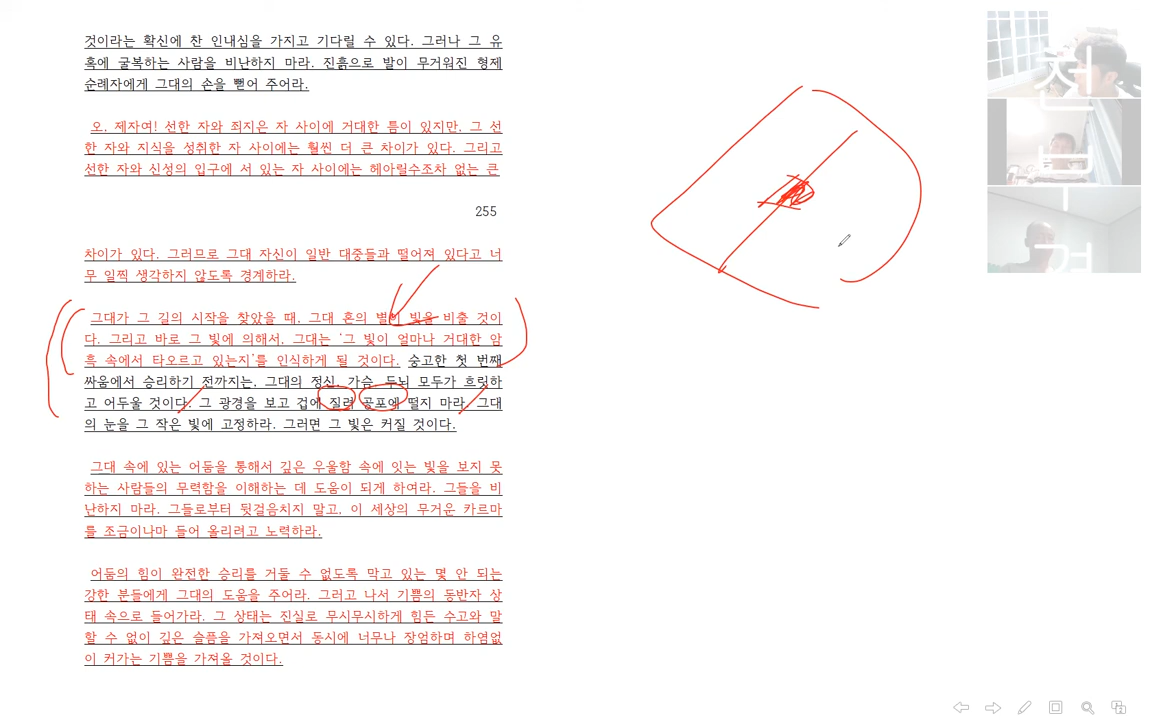 것이라는 확신에 찬 인내심을 가지고 기다릴 수 있다. 그러나 그 유
혹에 굴복하는 사람을 비난하지 마라. 진흙으로 발이 무거워진 형제
순례자에게 그대의 손을 뻗어 주어라.
오, 제자여! 선한 자와 죄지은 자 사이에 거대한 틈이 있지만, 그 선
한 자와 지식을 성취한 자 사이에는 훨씬 더 큰 차이가 있다. 그리고
선한 자와 신성의 입구에 서 있는 자 사이에는 헤아릴수조차 없는 큰
255
차이가 있다. 그러므로 그대 자신이 일반 대중들과 떨어져 있다고 너
무 일찍 생각하지 않도록 경계하라.
그대가 그 길의 시작을 찾았을 때, 그대 혼의 별이 빛을 비출 것이
다. 그리고 바로 그 빛에 의해서, 그대는 '그 빛이 얼마나 거대한 암
흑 속에서 타오르고 있는지'를 인식하게 될 것이다. 숭고한 첫 번째
싸움에서 승리하기 전까지는, 그대의 정신, 가슴, 두뇌 모두가 흐릿하
고 어두울 것이다. 그 광경을 보고 겁에 질려 공포에 떨지 마라. 그대
의 눈을 그 작은 빛에 고정하라. 그러면 그 빛은 커질 것이다.
그대 속에 있는 어둠을 통해서 깊은 우울함 속에 잇는 빛을 보지 못
하는 사람들의 무력함을 이해하는 데 도움이 되게 하여라. 그들을 비
난하지 마라. 그들로부터 뒷걸음치지 말고, 이 세상의 무거운 카르마
를 조금이나마 들어 올리려고 노력하라.
어둠의 힘이 완전한 승리를 거둘 수 없도록 막고 있는 몇 안 되는
강한 분들에게 그대의 도움을 주어라. 그러고 나서 기쁨의 동반자 상
태 속으로 들어가라. 그 상태는 진실로 무시무시하게 힘든 수고와 말
할 수 없이 깊은 슬픔을 가져오면서 동시에 너무나 장엄하며 하염없
이 커가는 기쁨을 가져올 것이다.